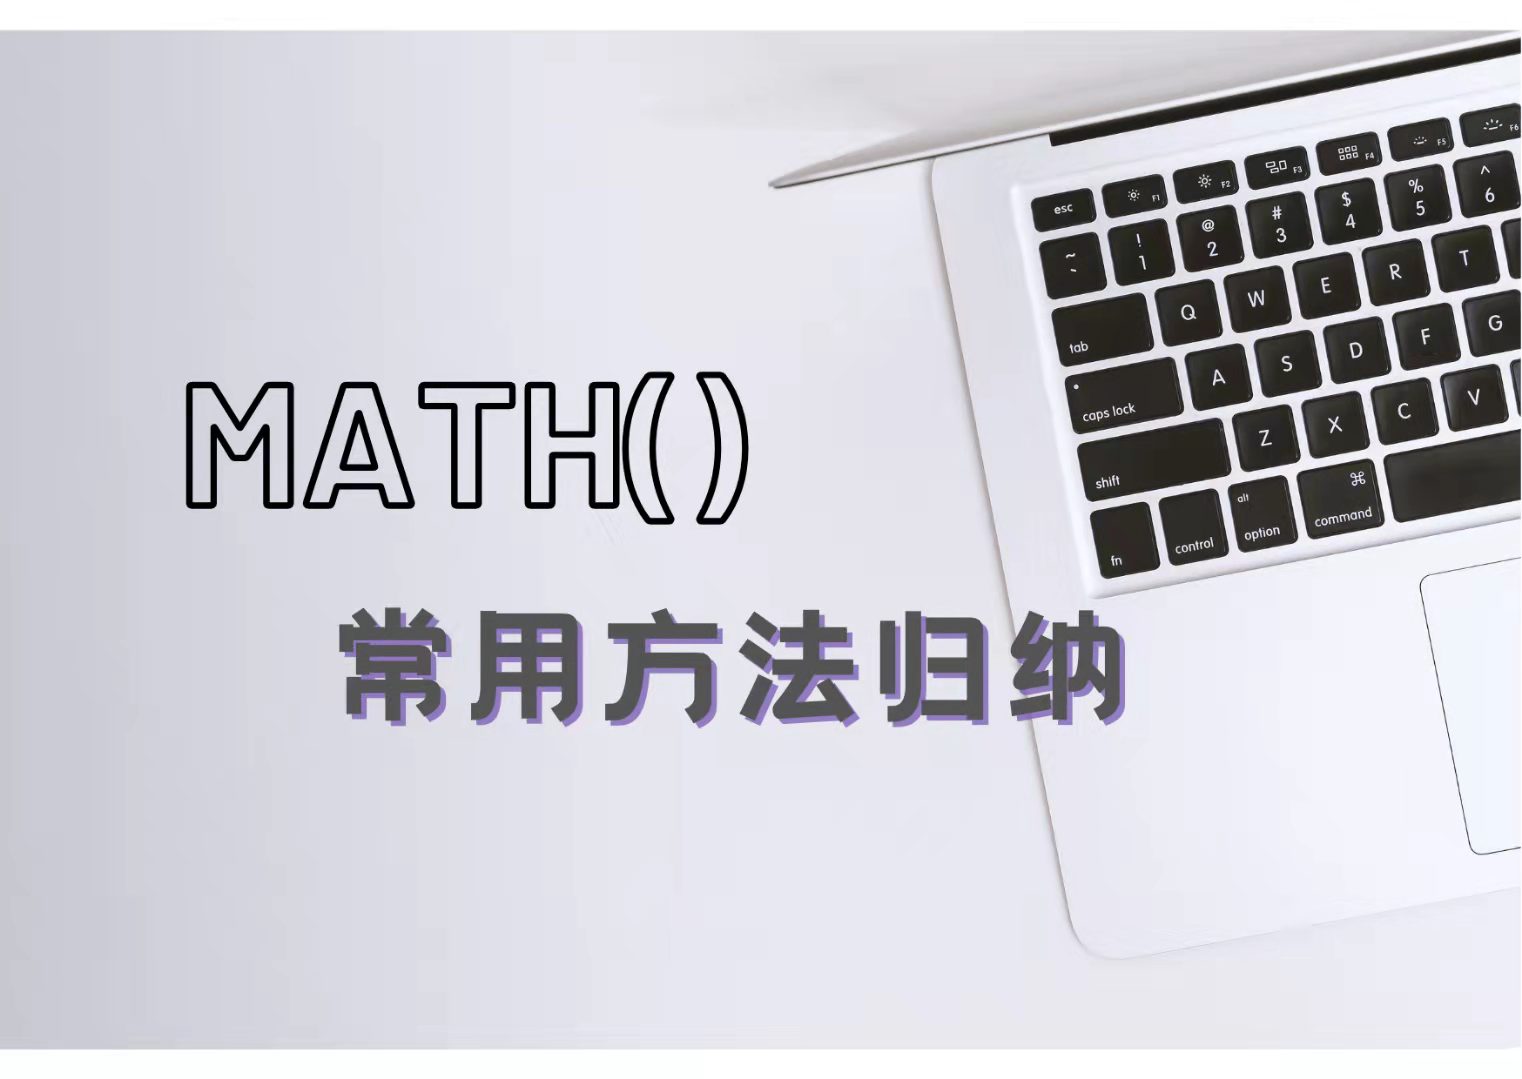 MATH()
常用方法归纳
esc F1 F2 F3 F4 F5 F6
~ ` ! 1 @ 2 # 3 $ 4 % 5 ^ 6
tab Q W E R T
caps lock A S D F G
shift Z X C V
fn control alt option ⌘ command